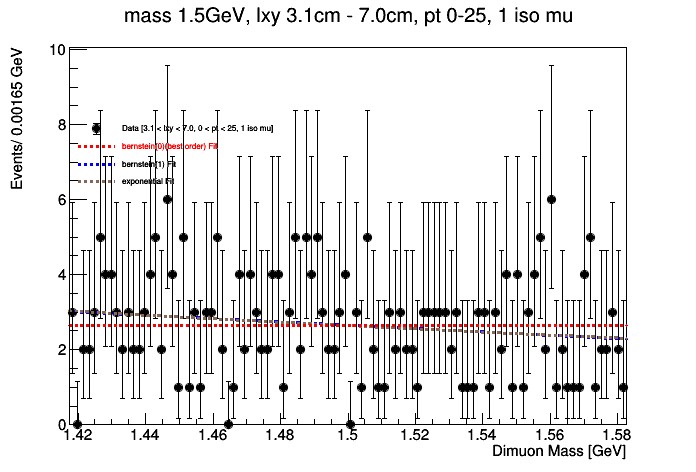 mass 1.5GeV, lxy 3.1cm - 7.0cm, pt 0-25, 1 iso mu
Events/ 0.00165 GeV
10
8
6
4
2
0
Data [3.1 < lxy < 7.0, 0 < pt < 25, 1 iso mu]
bernstein[0](best order) Fit
bernstein[1] Fit
exponential Fit
1.42 1.44 1.46 1.48 1.5 1.52 1.54 1.56 1.58
Dimuon Mass [GeV]